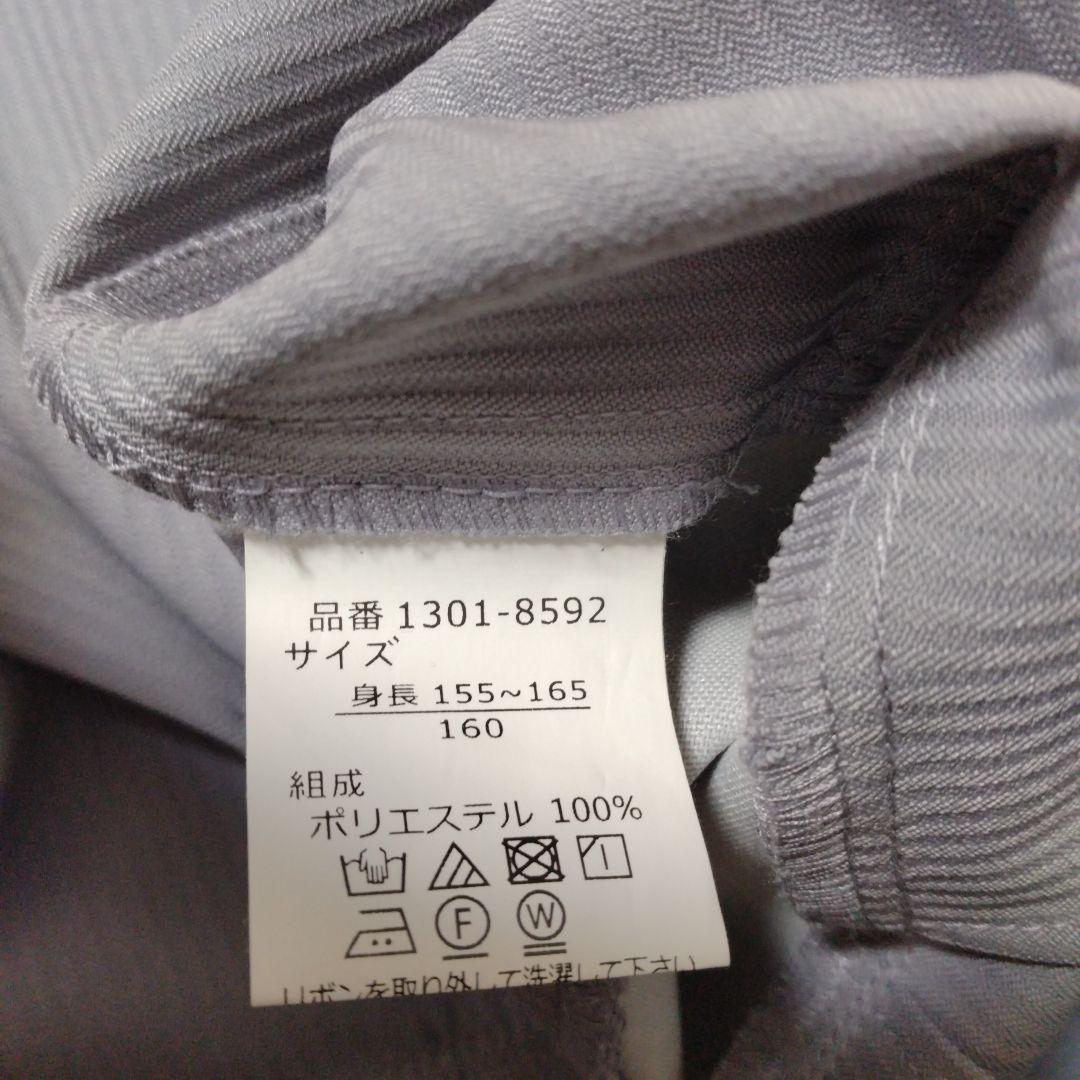 品番 1301-8592
サイズ
身長 155~165
160
組成
ポリエステル 100%
F W
リボンを取り外して洗濯して下さい